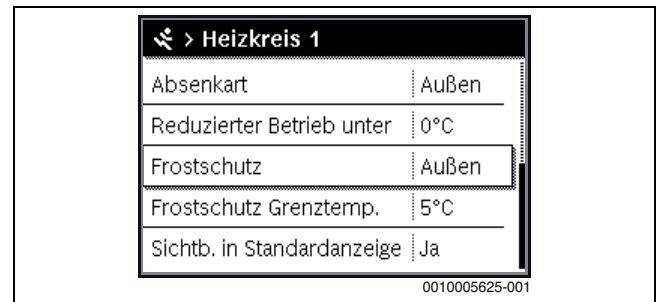 > Heizkreis 1
Absenkart Außen
Reduzierter Betrieb unter 0°C
Frostschutz Außen
Frostschutz Grenztemp. 5°C
Sichtb. in Standardanzeige Ja
0010005625-001